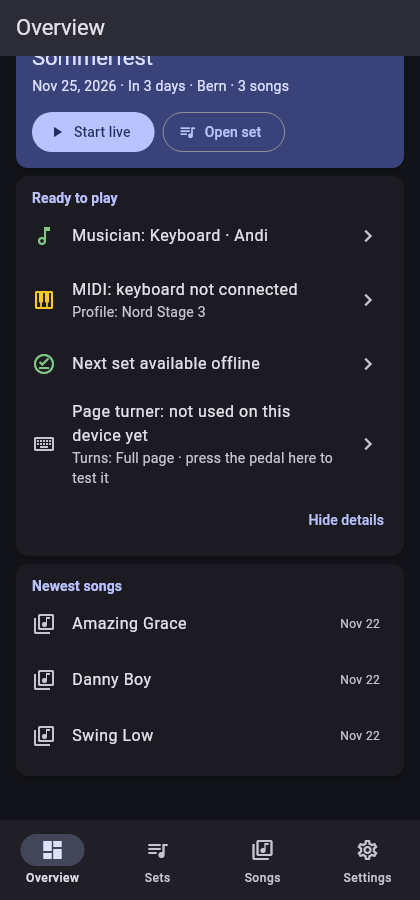 Overview
Sommerfest
Nov 25, 2026 · In 3 days · Bern · 3 songs
Start live
Open set
Ready to play
Musician: Keyboard · Andi
MIDI: keyboard not connected
Profile: Nord Stage 3
Next set available offline
Page turner: not used on this
device yet
Turns: Full page · press the pedal here to
test it
Hide details
Newest songs
Amazing Grace
Nov 22
Danny Boy
Nov 22
Swing Low
Nov 22
Overview
Sets
Songs
Settings